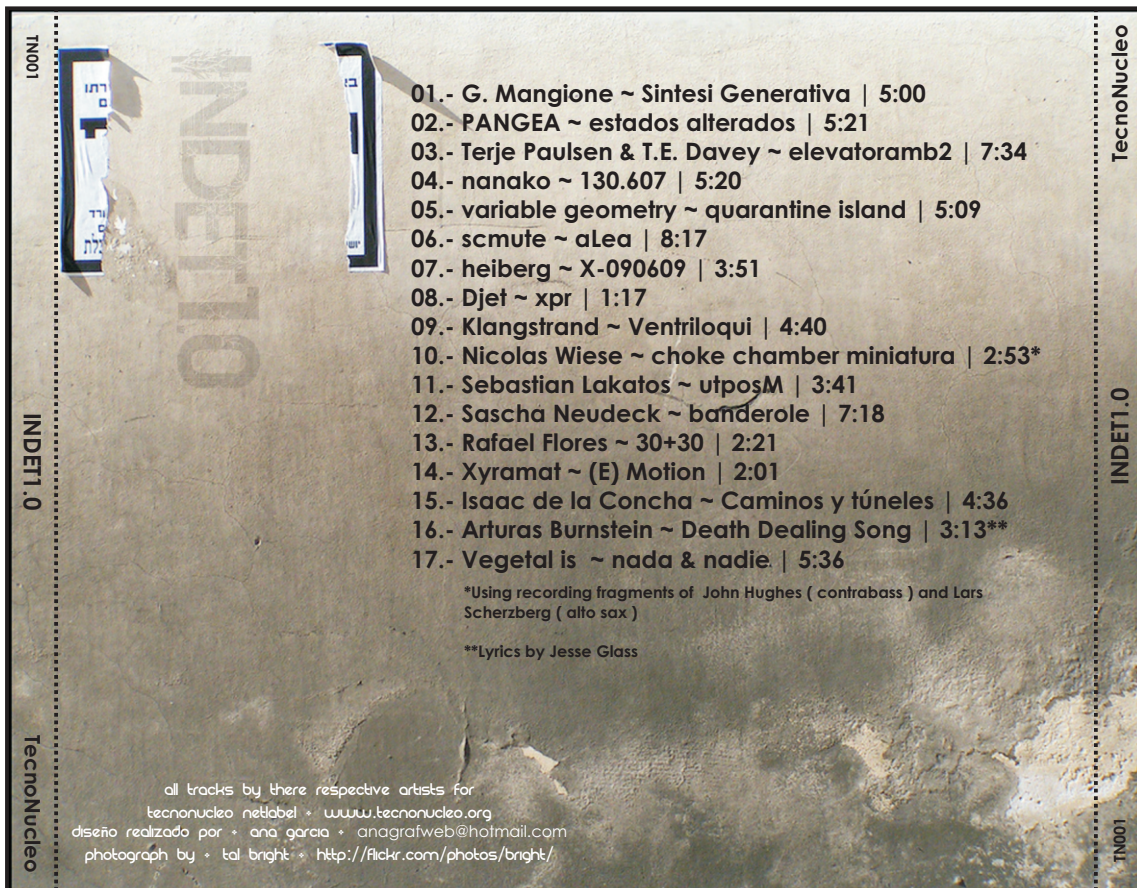 TN001
INDET1.0
TecnoNucleo
INDET1.0
01.- G. Mangione ~ Sintesi Generativa | 5:00
02.- PANGEA ~ estados alterados | 5:21
03.- Terje Paulsen & T.E. Davey ~ elevatoramb2 | 7:34
04.- nanako ~ 130.607 | 5:20
05.- variable geometry ~ quarantine island | 5:09
06.- scmute ~ aLea | 8:17
07.- heiberg ~ X-090609 | 3:51
08.- Djet ~ xpr | 1:17
09.- Klangstrand ~ Ventriloqui | 4:40
10.- Nicolas Wiese ~ choke chamber miniatura | 2:53*
11.- Sebastian Lakatos ~ utposM | 3:41
12.- Sascha Neudeck ~ banderole | 7:18
13.- Rafael Flores ~ 30+30 | 2:21
14.- Xyramat ~ (E) Motion | 2:01
15.- Isaac de la Concha ~ Caminos y túneles | 4:36
16.- Arturas Burnstein ~ Death Dealing Song | 3:13**
17.- Vegetal is ~ nada & nadie | 5:36
*Using recording fragments of John Hughes ( contrabass ) and Lars
Scherzberg ( alto sax )
**Lyrics by Jesse Glass
all tracks by there respective artists for
tecnonucleo netlabel + www.tecnonucleo.org
diseño realizado por + ana garcia + anagrafweb@hotmail.com
photograph by + tal bright + http://flickr.com/photos/bright/
TecnoNucleo
INDET1.0
TN001